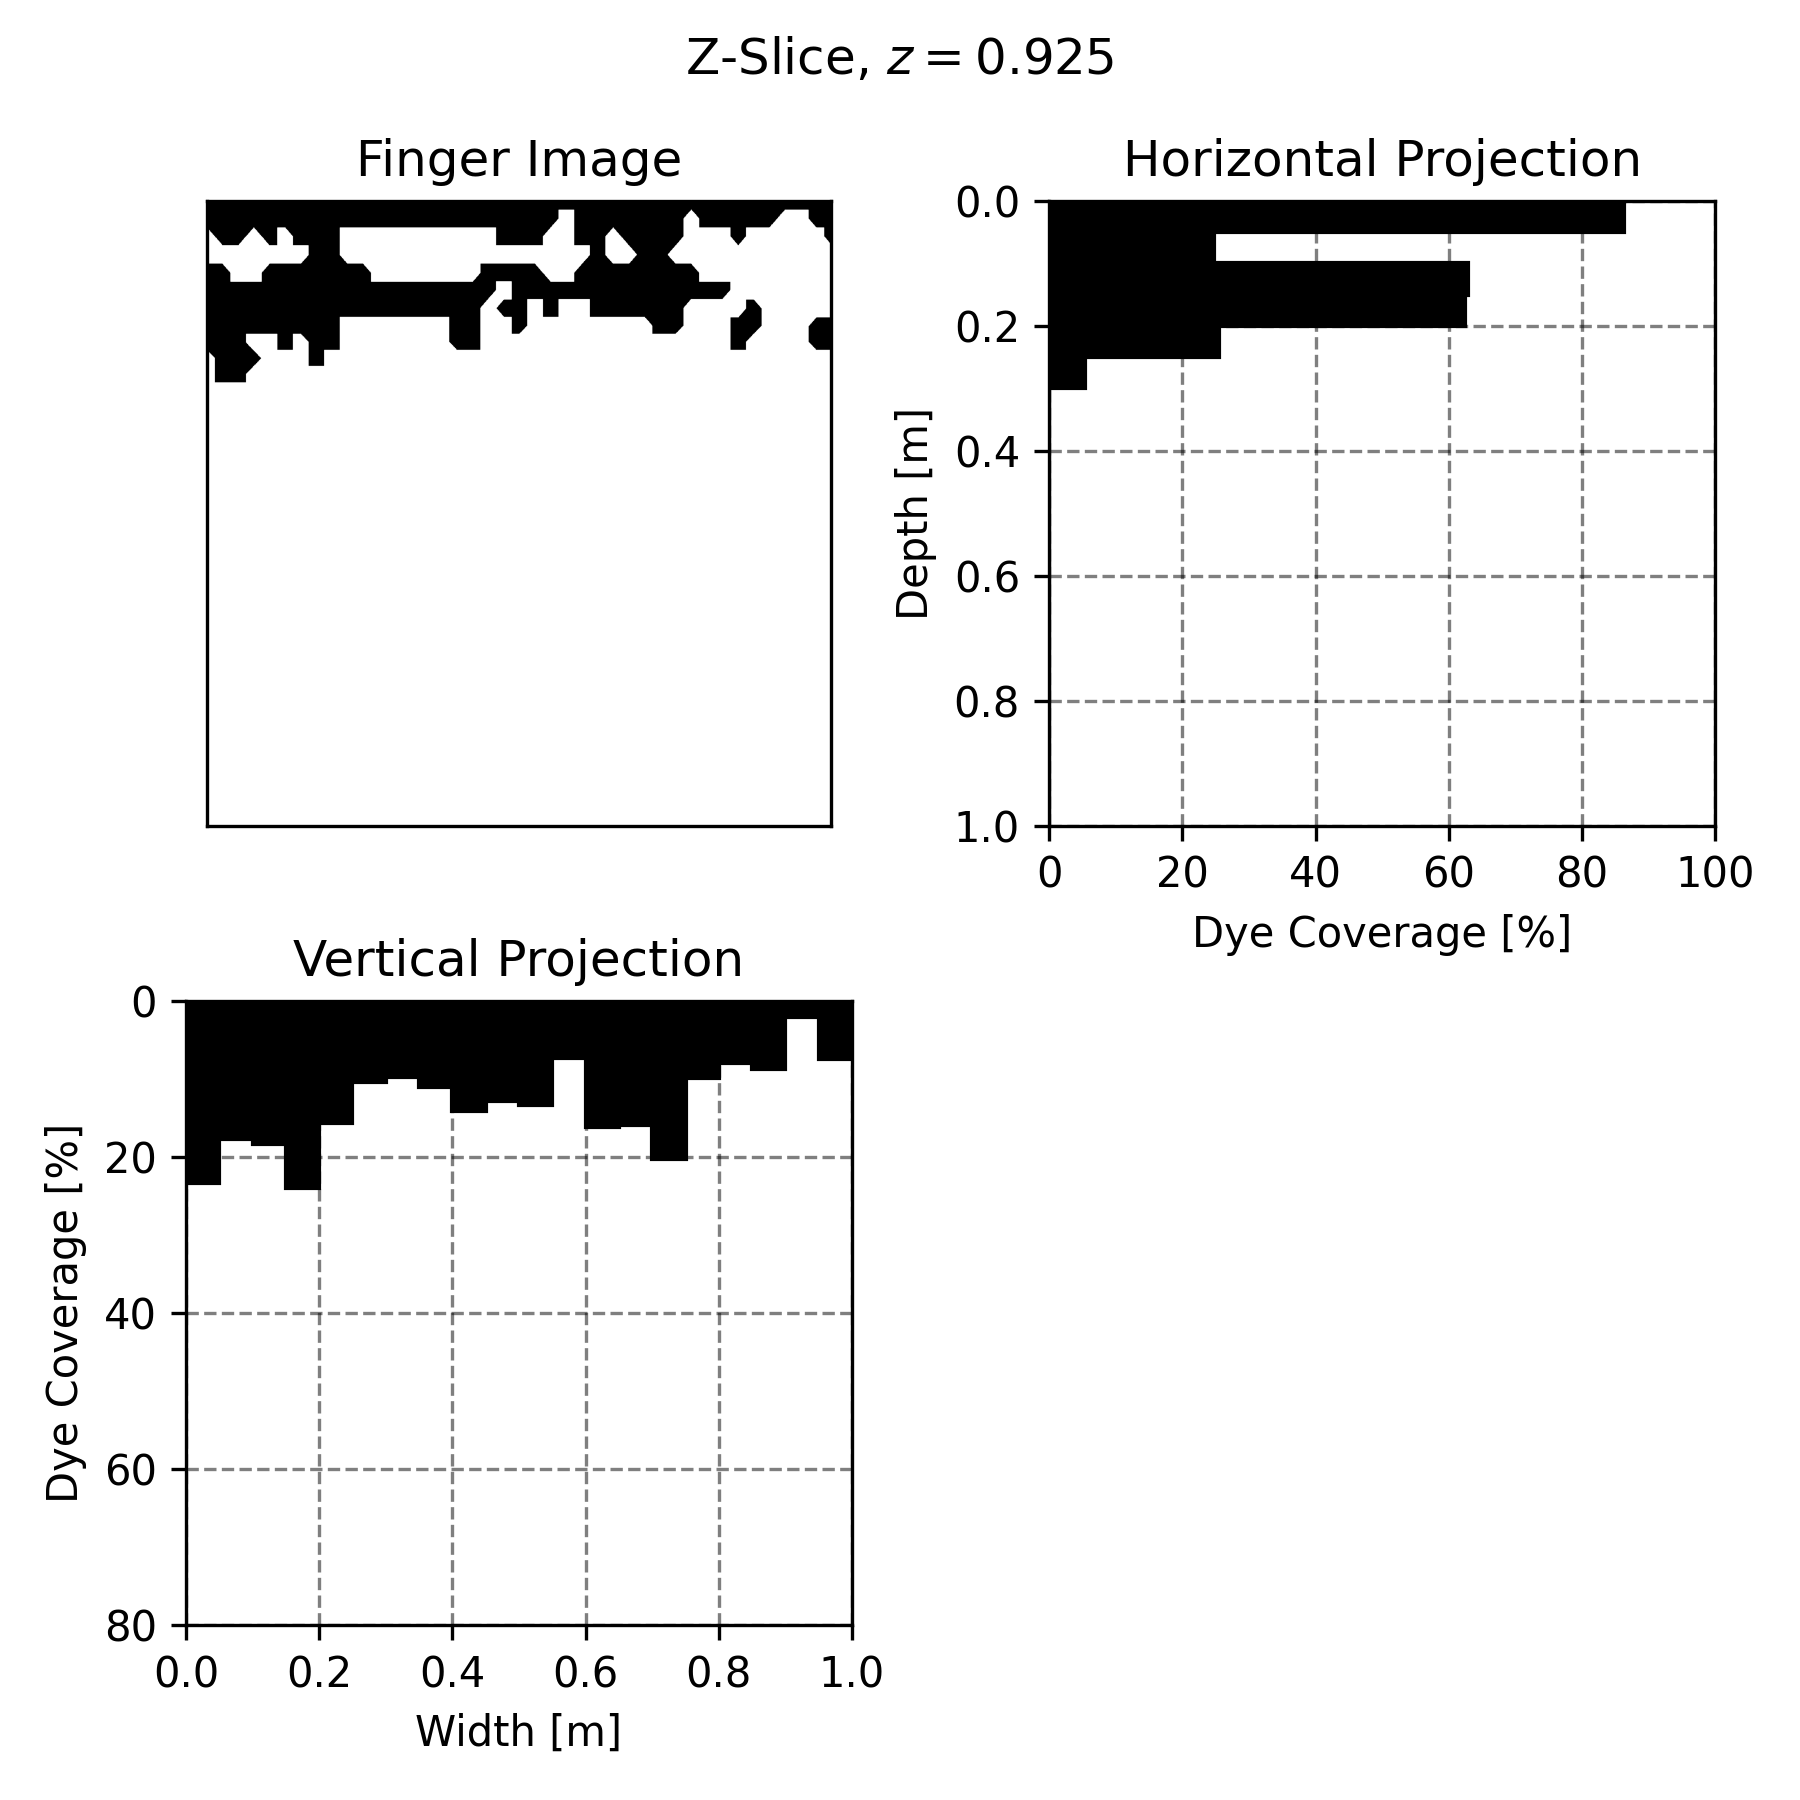 Z-Slice, z = 0.925
Finger Image
Horizontal Projection
0.0
0.2
0.4
0.6
0.8
1.0
Depth [m]
0 20 40 60 80 100
Dye Coverage [%]
Vertical Projection
0
20
40
60
80
Dye Coverage [%]
0.0 0.2 0.4 0.6 0.8 1.0
Width [m]